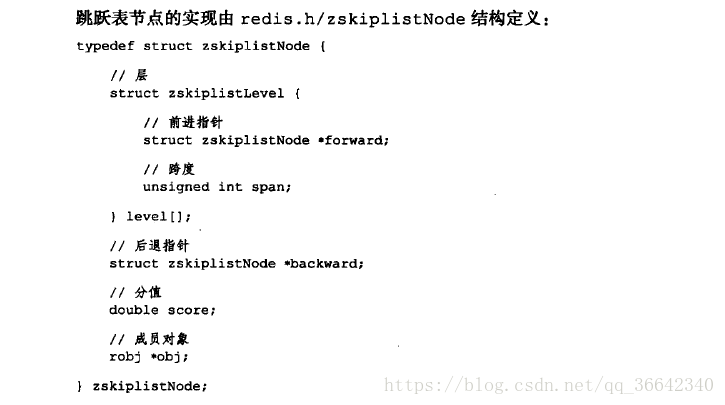 跳跃表节点的实现由 redis.h/zskiplistNode 结构定义：
typedef struct zskiplistNode {
// 层
struct zskiplistLevel {
// 前进指针
struct zskiplistNode *forward;
// 跨度
unsigned int span;
} level[];
// 后退指针
struct zskiplistNode *backward;
// 分值
double score;
// 成员对象
robj *obj;
} zskiplistNode;
https://blog.csdn.net/qq_36642340